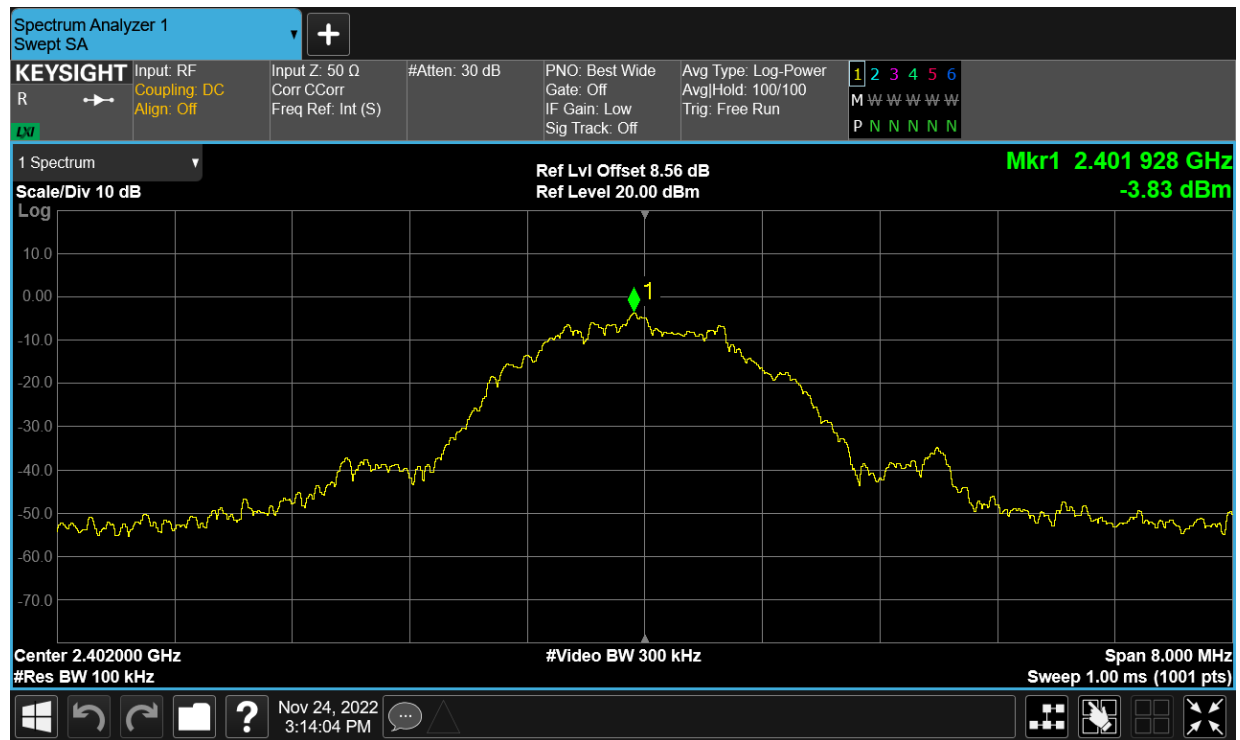 Spectrum Analyzer 1
Swept SA
+
KEYSIGHT
R
LXI
Input: RF
Coupling: DC
Align: Off
Input Z: 50 Ω
Corr CCorr
Freq Ref: Int (S)
#Atten: 30 dB
PNO: Best Wide
Gate: Off
IF Gain: Low
Sig Track: Off
Avg Type: Log-Power
Avg|Hold: 100/100
Trig: Free Run
1 2 3 4 5 6
M W W W W W
P N N N N N
1 Spectrum
Scale/Div 10 dB
Log
Ref Lvl Offset 8.56 dB
Ref Level 20.00 dBm
Mkr1 2.401 928 GHz
-3.83 dBm
10.0
0.00
-10.0
-20.0
-30.0
-40.0
-50.0
-60.0
-70.0
1
Center 2.402000 GHz
#Res BW 100 kHz
#Video BW 300 kHz
Span 8.000 MHz
Sweep 1.00 ms (1001 pts)
?
Nov 24, 2022
3:14:04 PM